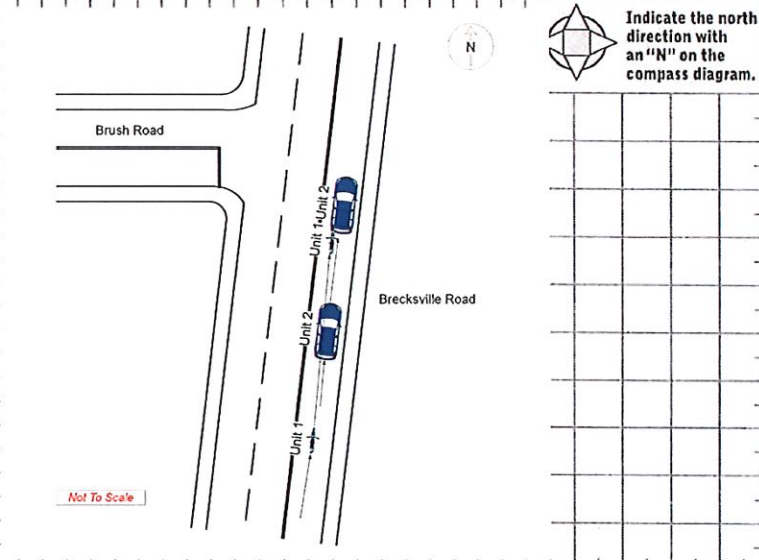 N
Indicate the north
direction with
an "N" on the
compass diagram.
Brush Road
Unit 2
Unit 1
Brecksville Road
Unit 2
Unit 1
Not To Scale